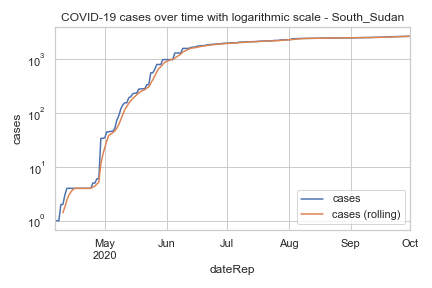 COVID-19 cases over time with logarithmic scale - South_Sudan
cases
10³
10²
10¹
10⁰
May
2020
Jun
Jul
Aug
Sep
Oct
dateRep
cases
cases (rolling)